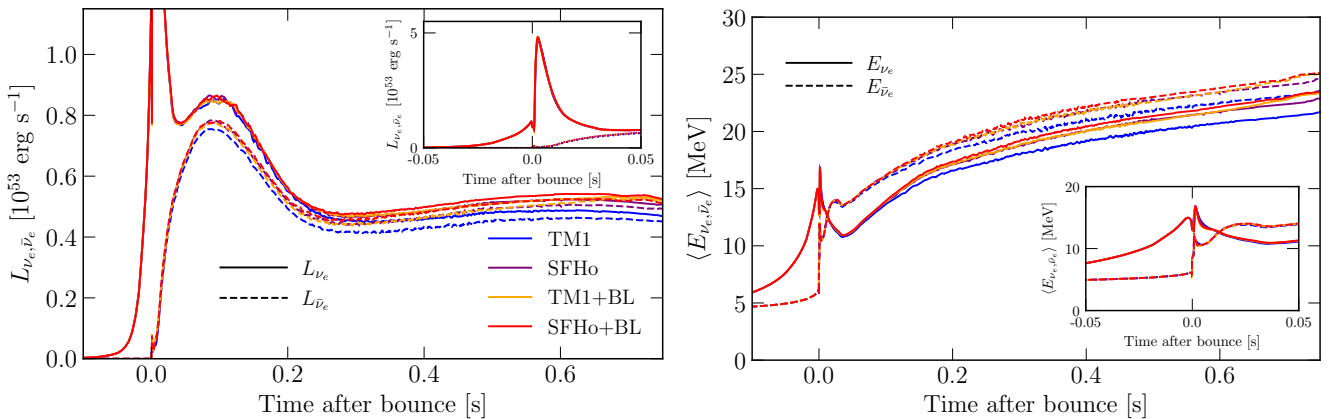 L_{ν_e,ν̄_e} [10^{53} erg s^{−1}]
1.0
0.8
0.6
0.4
0.2
0.0
0.0 0.2 0.4 0.6
Time after bounce [s]
L_{ν_e}
L_{ν̄_e}
TM1
SFHo
TM1+BL
SFHo+BL
L_{ν_e,ν̄_e} [10^{53} erg s^{−1}]
5
0
-0.05 0.0 0.05
Time after bounce [s]
⟨E_{ν_e,ν̄_e}⟩ [MeV]
30
25
20
15
10
5
0
0.0 0.2 0.4 0.6
Time after bounce [s]
E_{ν_e}
E_{ν̄_e}
⟨E_{ν_e,ν̄_e}⟩ [MeV]
20
10
0
-0.05 0.0 0.05
Time after bounce [s]